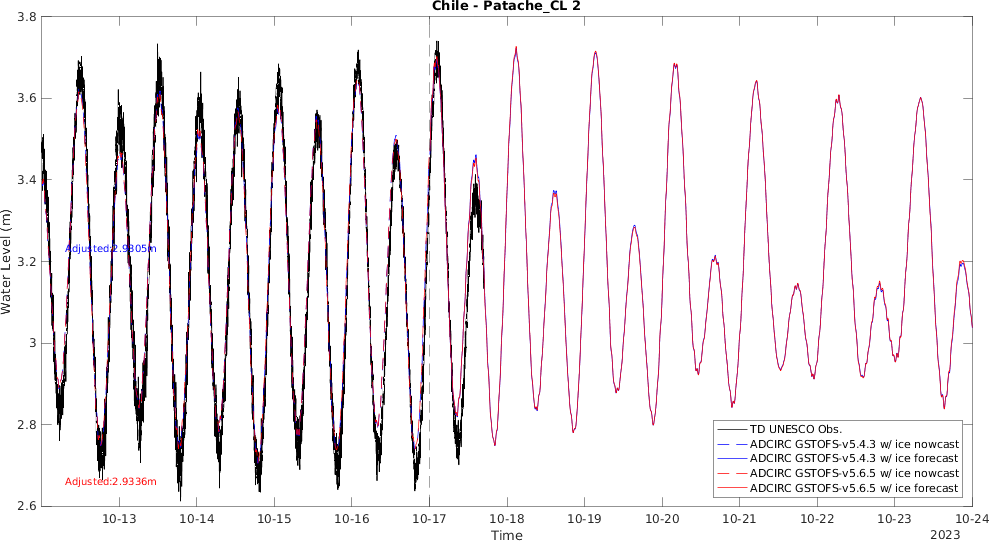 Chile - Patache_CL 2
3.8
3.6
3.4
3.2
3
2.8
2.6
Water Level (m)
Adjusted:2.9305m
Adjusted:2.9336m
TD UNESCO Obs.
ADCIRC GSTOFS-v5.4.3 w/ ice nowcast
ADCIRC GSTOFS-v5.4.3 w/ ice forecast
ADCIRC GSTOFS-v5.6.5 w/ ice nowcast
ADCIRC GSTOFS-v5.6.5 w/ ice forecast
10-13 10-14 10-15 10-16 10-17 10-18 10-19 10-20 10-21 10-22 10-23 10-24
Time
2023